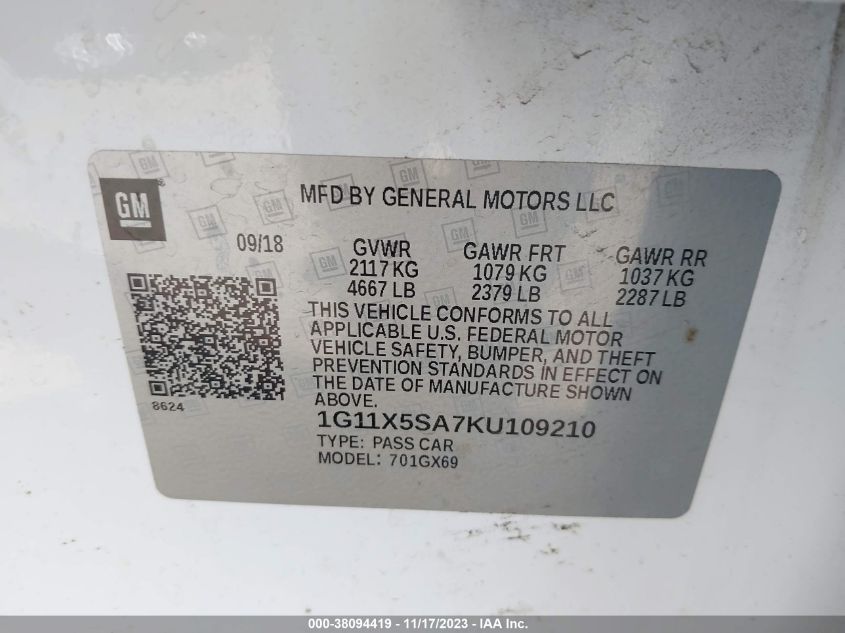 GM
MFD BY GENERAL MOTORS LLC
09/18
GVWR GAWR FRT GAWR RR
2117 KG 1079 KG 1037 KG
4667 LB 2379 LB 2287 LB
THIS VEHICLE CONFORMS TO ALL
APPLICABLE U.S. FEDERAL MOTOR
VEHICLE SAFETY, BUMPER, AND THEFT
PREVENTION STANDARDS IN EFFECT ON
THE DATE OF MANUFACTURE SHOWN
ABOVE.
8624
1G11X5SA7KU109210
TYPE: PASS CAR
MODEL: 701GX69
000-38094419 - 11/17/2023 - IAA Inc.